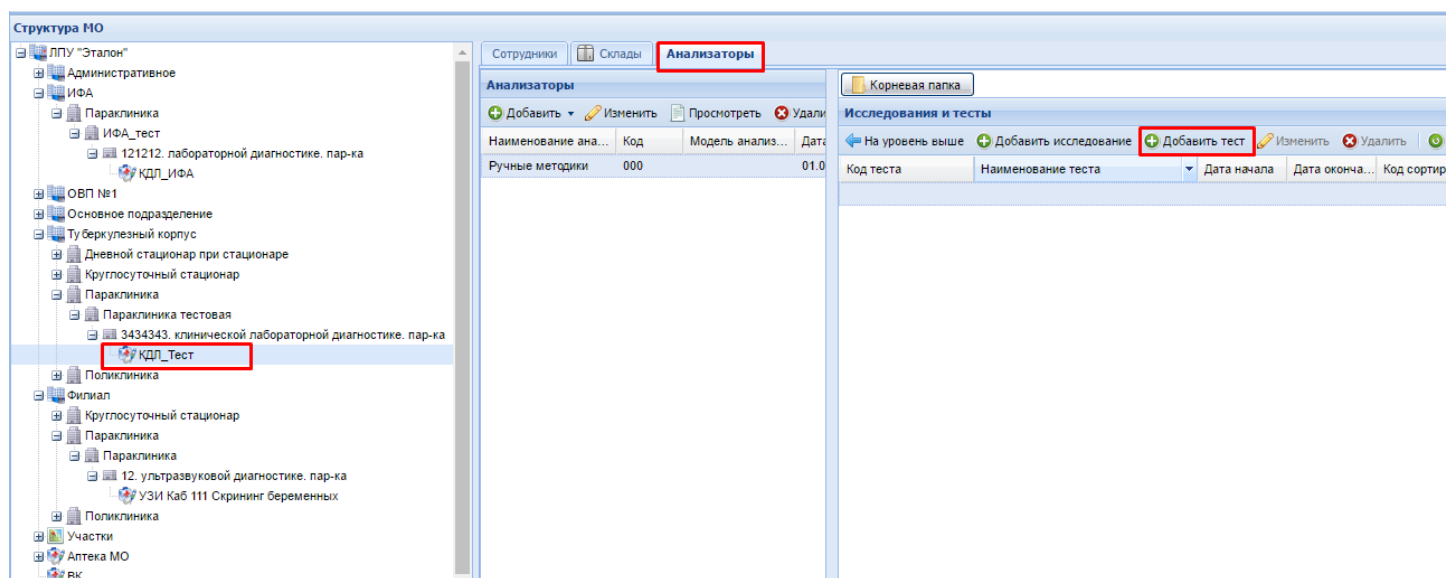 Структура МО
ЛПУ "Эталон"
Административное
ИФА
Параклиника
ИФА_тест
121212. лабораторной диагностике. пар-ка
КДЛ_ИФА
ОВП №1
Основное подразделение
Туберкулезный корпус
Дневной стационар при стационаре
Круглосуточный стационар
Параклиника
Параклиника тестовая
3434343. клинической лабораторной диагностике. пар-ка
КДЛ_Тест
Поликлиника
Филиал
Круглосуточный стационар
Параклиника
Параклиника
12. ультразвуковой диагностике. пар-ка
УЗИ Каб 111 Скрининг беременных
Поликлиника
Участки
Аптека МО
ВК
Сотрудники Склады Анализаторы
Анализаторы
Добавить Изменить Просмотреть Удали
Наименование ана... Код Модель анализ... Дата
Ручные методики 000 01.0
Корневая папка
Исследования и тесты
На уровень выше Добавить исследование Добавить тест Изменить Удалить
Код теста Наименование теста Дата начала Дата оконча... Код сортир